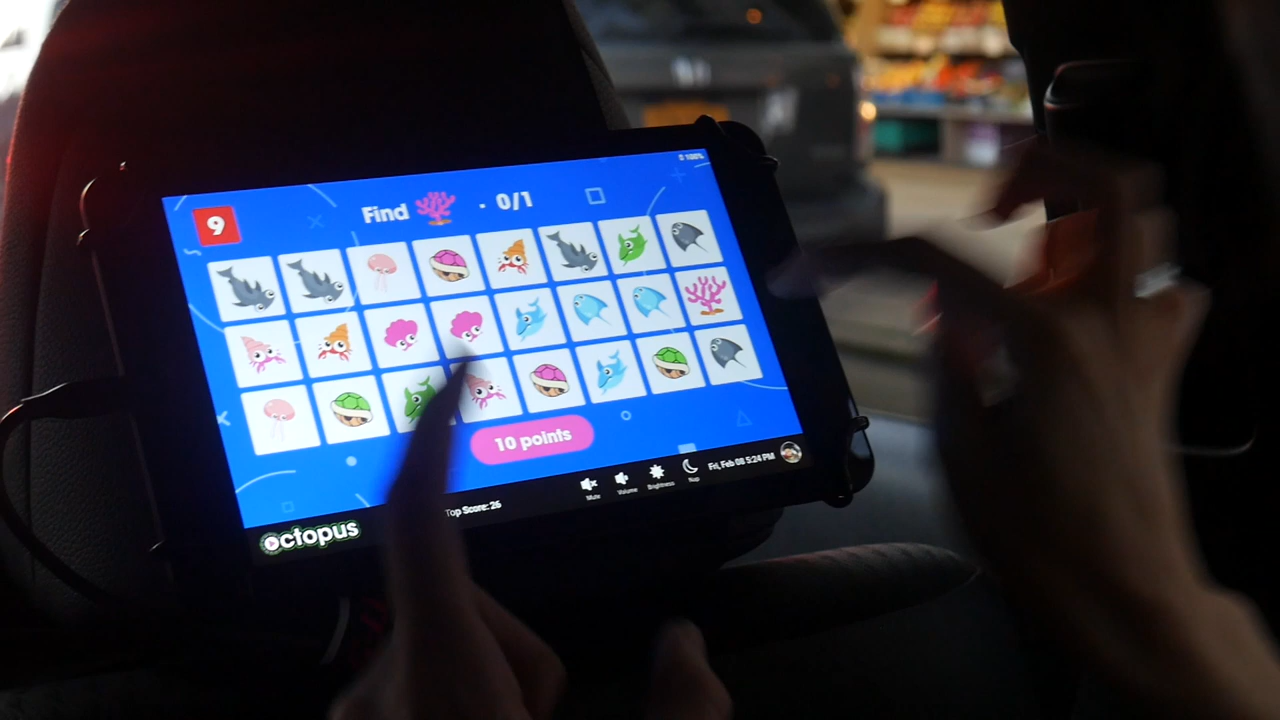 100%
9
Find · 0/1
10 points
Mute
Volume
Brightness
Nap
Fri, Feb 08 5:24 PM
Top Score: 26
octopus